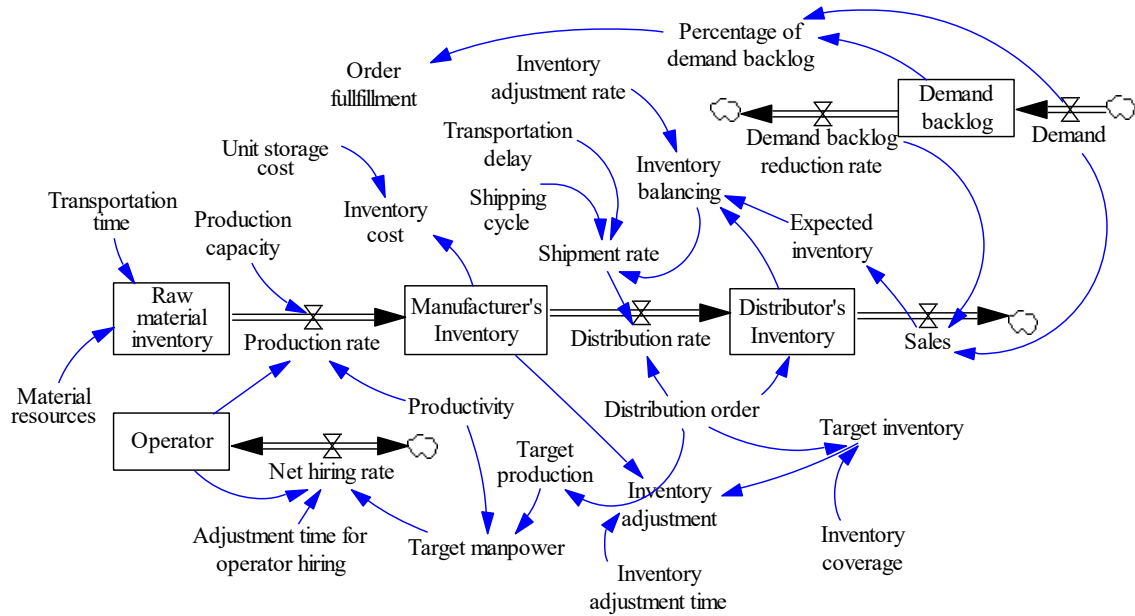 Percentage of
demand backlog
Order
fullfillment
Inventory
adjustment rate
Demand
backlog
Demand
Demand backlog
reduction rate
Transportation
delay
Unit storage
cost
Inventory
balancing
Shipping
cycle
Transportation
time
Production
capacity
Inventory
cost
Expected
inventory
Shipment rate
Raw
material
inventory
Manufacturer's
Inventory
Distributor's
Inventory
Production rate
Distribution rate
Sales
Material
resources
Productivity
Distribution order
Operator
Target inventory
Net hiring rate
Target
production
Inventory
adjustment
Adjustment time for
operator hiring
Target manpower
Inventory
coverage
Inventory
adjustment time